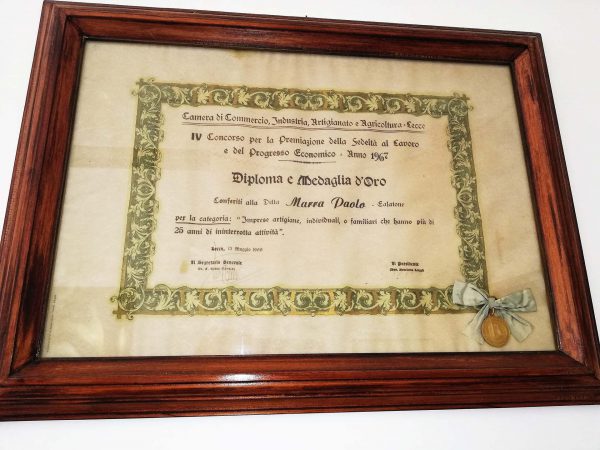 Camera di Commercio, Industria, Artigianato e Agricoltura - Lecce
IV Concorso per la Premiazione della Fedeltà al Lavoro
e del Progresso Economico - Anno 1967
Diploma e Medaglia d'Oro
Conferiti alla Ditta Marra Paolo - Galatone
per la categoria: "Imprese artigiane, individuali, o familiari che hanno più di
25 anni di ininterrotta attività".
Lecce, 12 Maggio 1968
Il Segretario Generale
Il Presidente